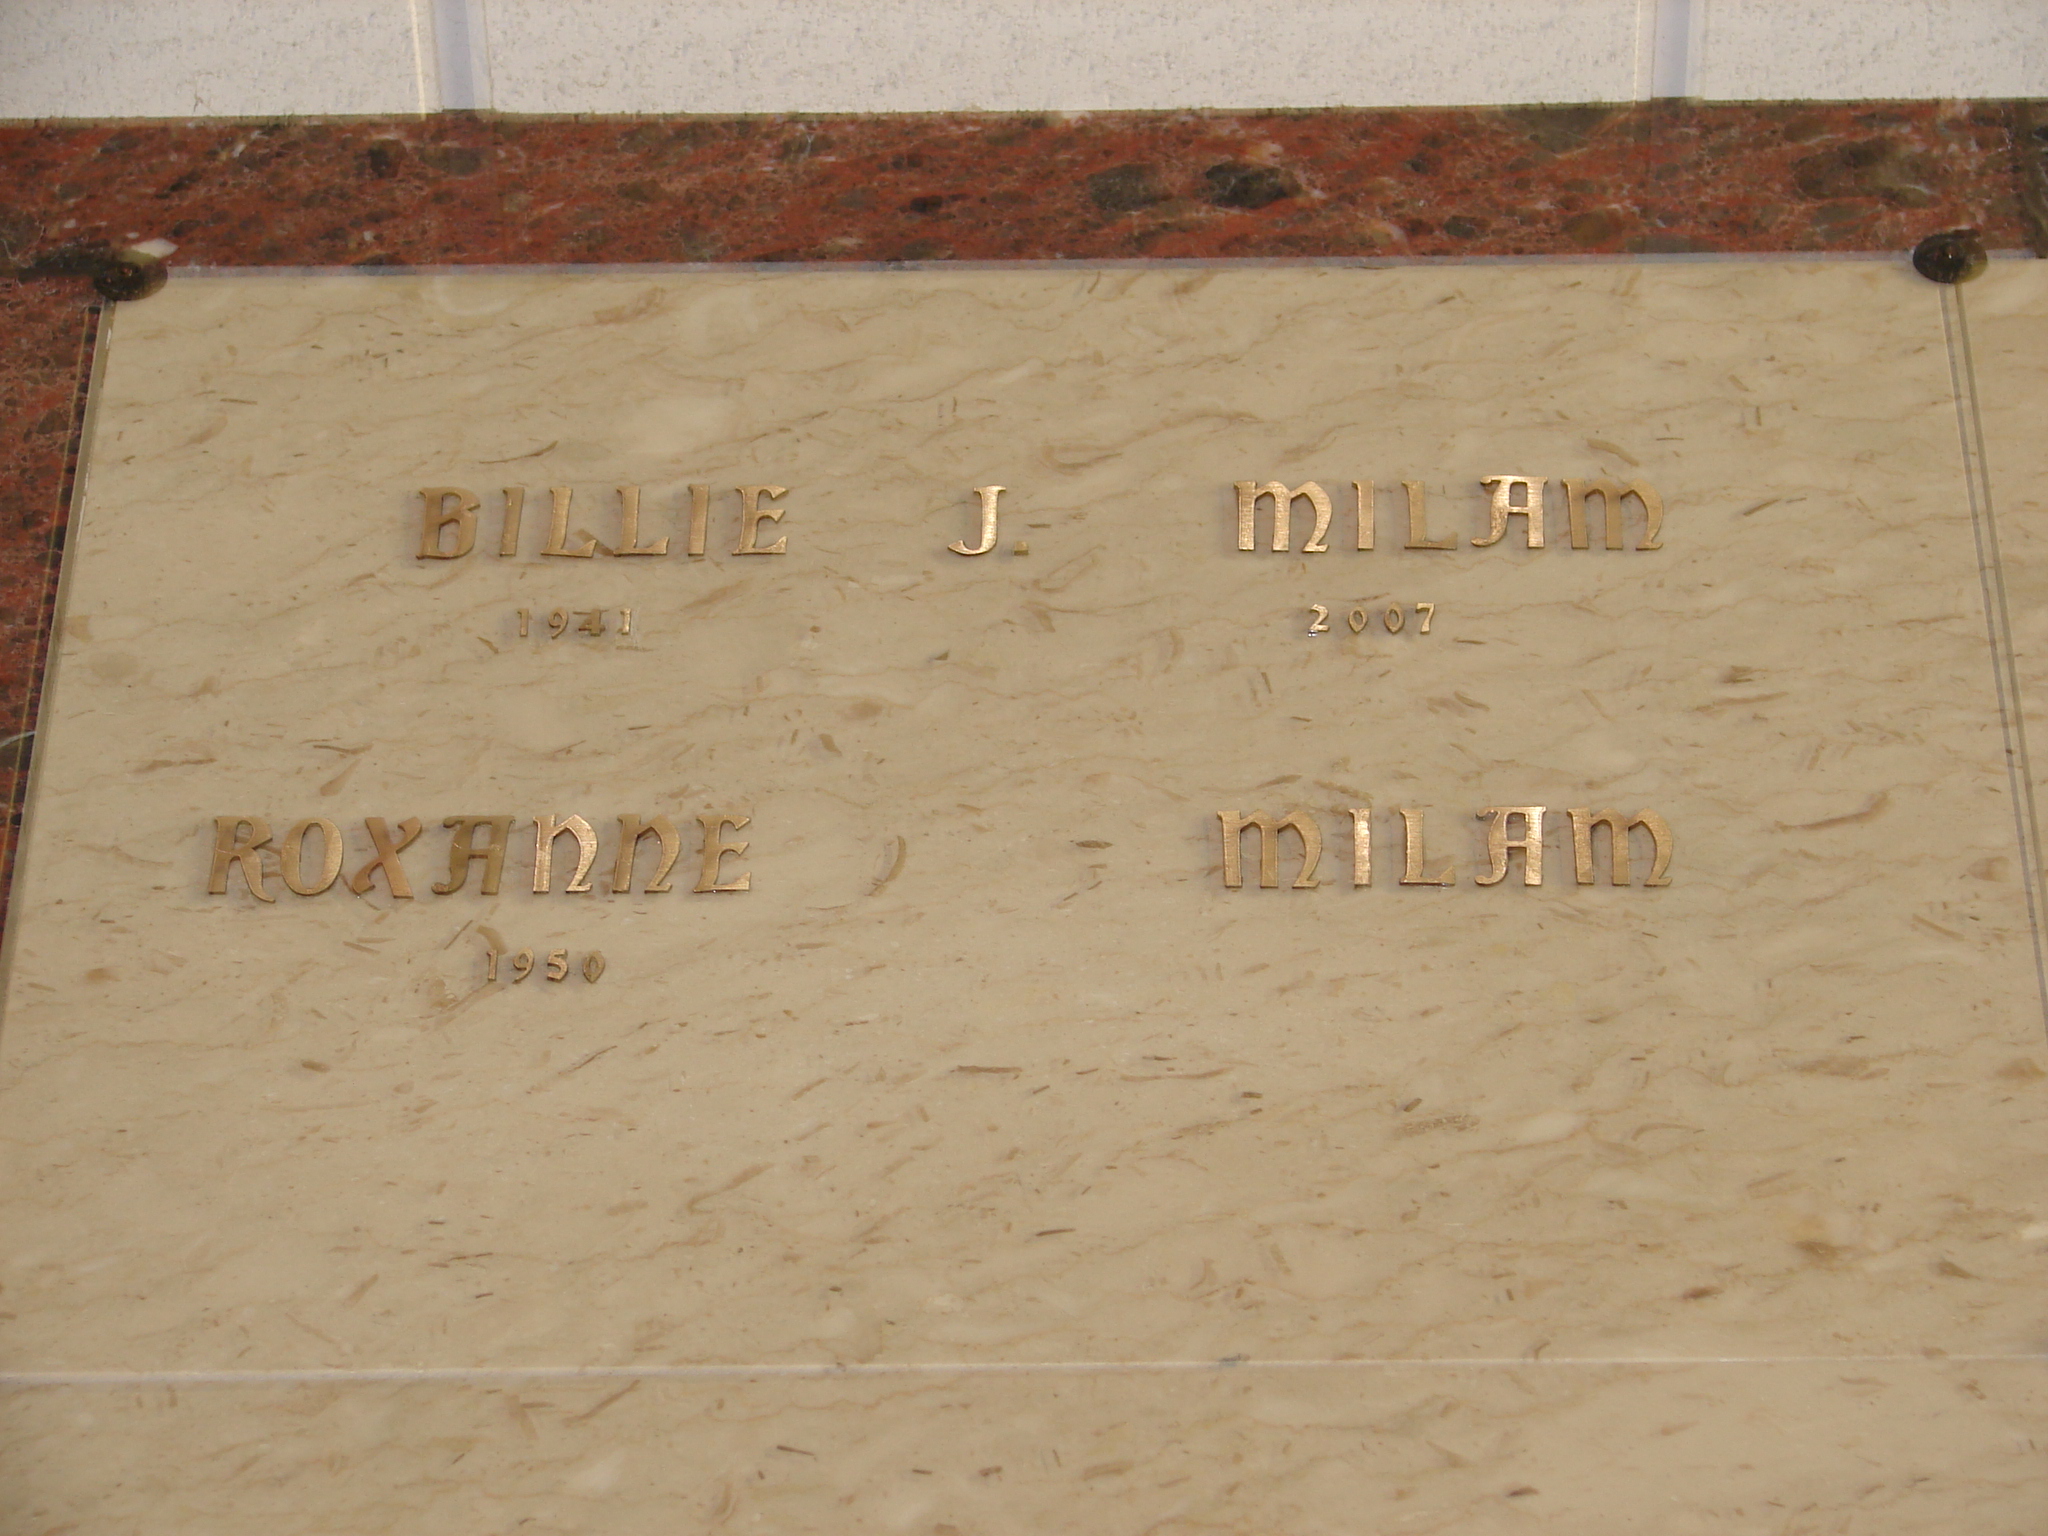 BILLIE J. MILAM
1941 2007
ROXANNE MILAM
1950